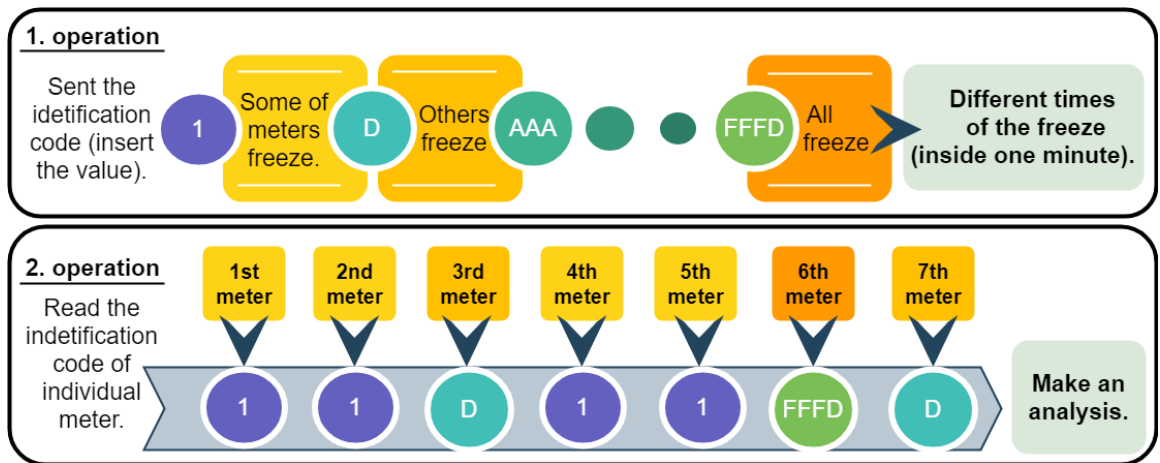 1. operation
Sent the
idetification
code (insert
the value).
1
Some of
meters
freeze.
D
Others
freeze
AAA
FFFD
All
freeze
Different times
of the freeze
(inside one minute).
2. operation
Read the
indetification
code of
individual
meter.
1st
meter
2nd
meter
3rd
meter
4th
meter
5th
meter
6th
meter
7th
meter
1
1
D
1
1
FFFD
D
Make an
analysis.